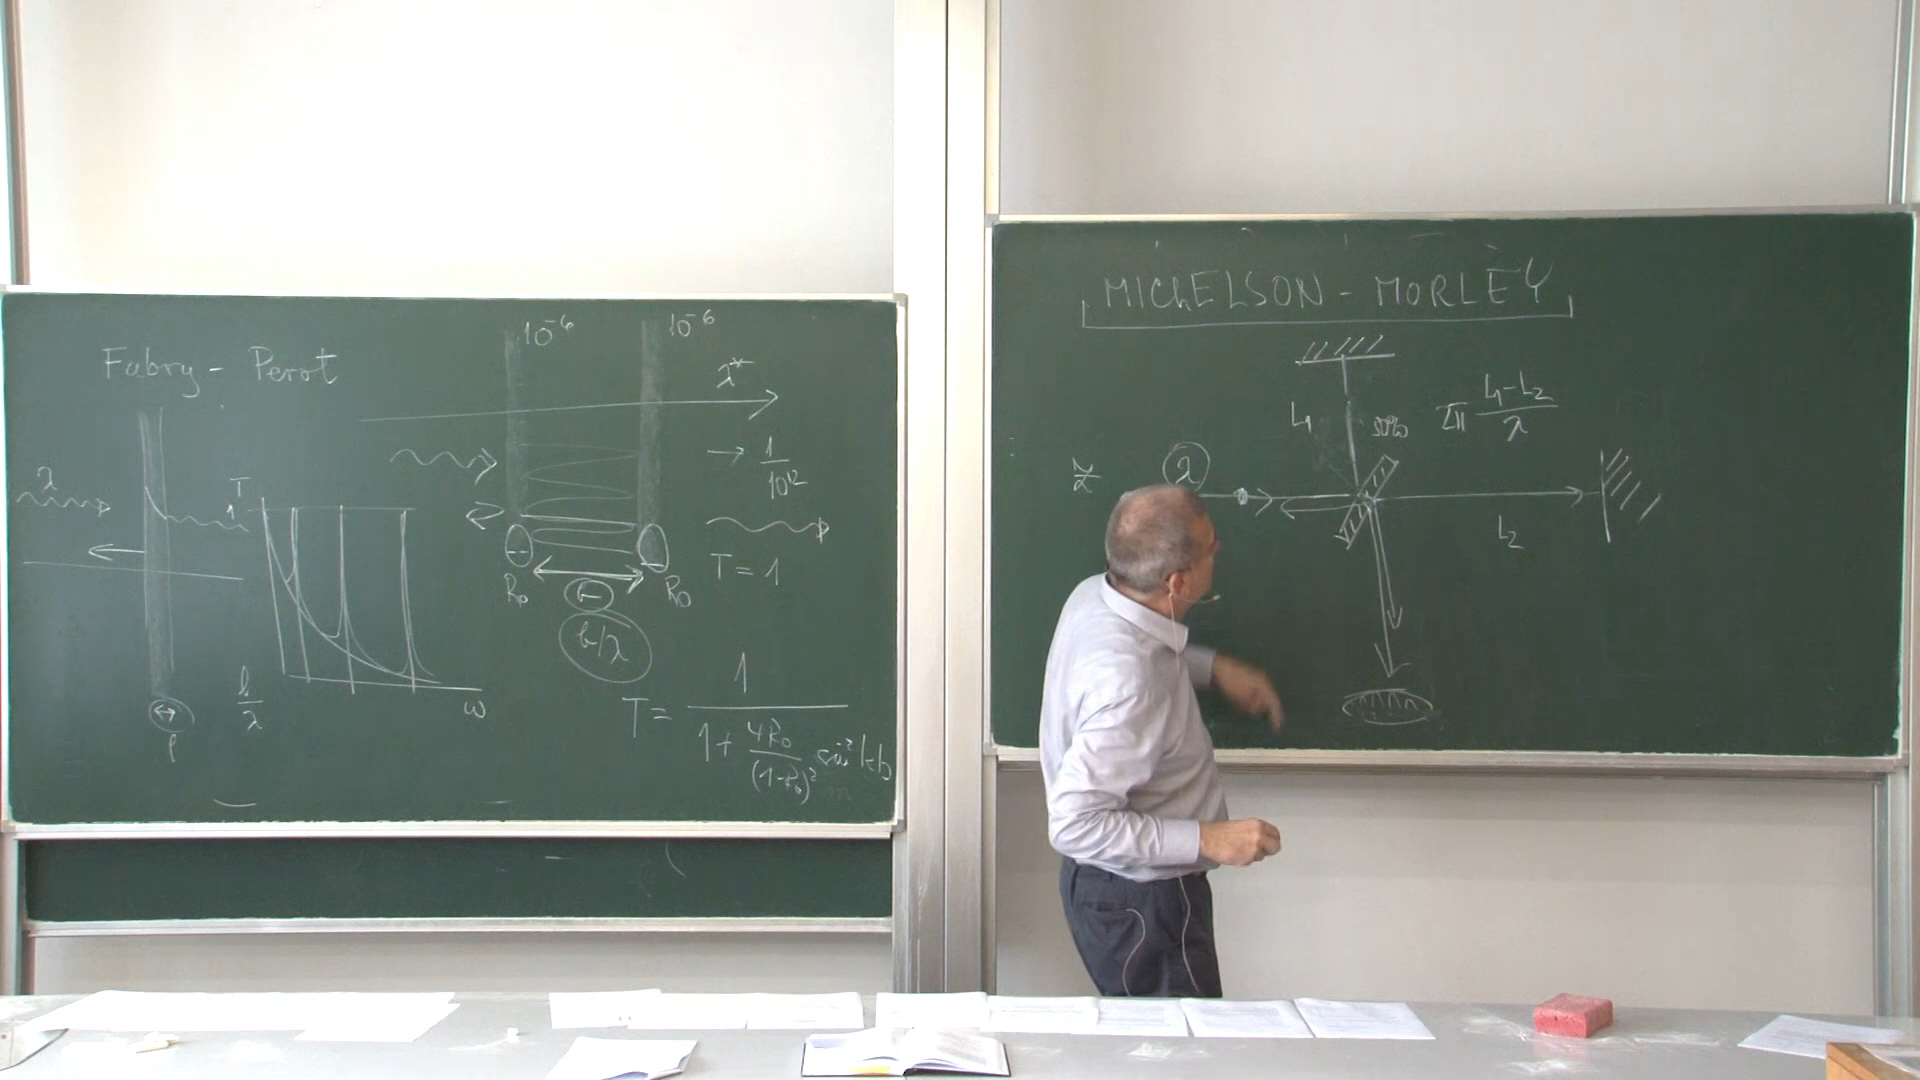 Fabry - Perot
10⁻⁶ 10⁻⁶
λ*
λ
T
1
→ 1/10¹²
T = 1
R₀ R₀
b/λ
l/λ
ω
l
T = 1/(1 + 4R₀/(1-R₀)² sin² kb)
MIChELSON - MORLEY
L₁
50%
2π (L₁-L₂)/λ
λ
L₂